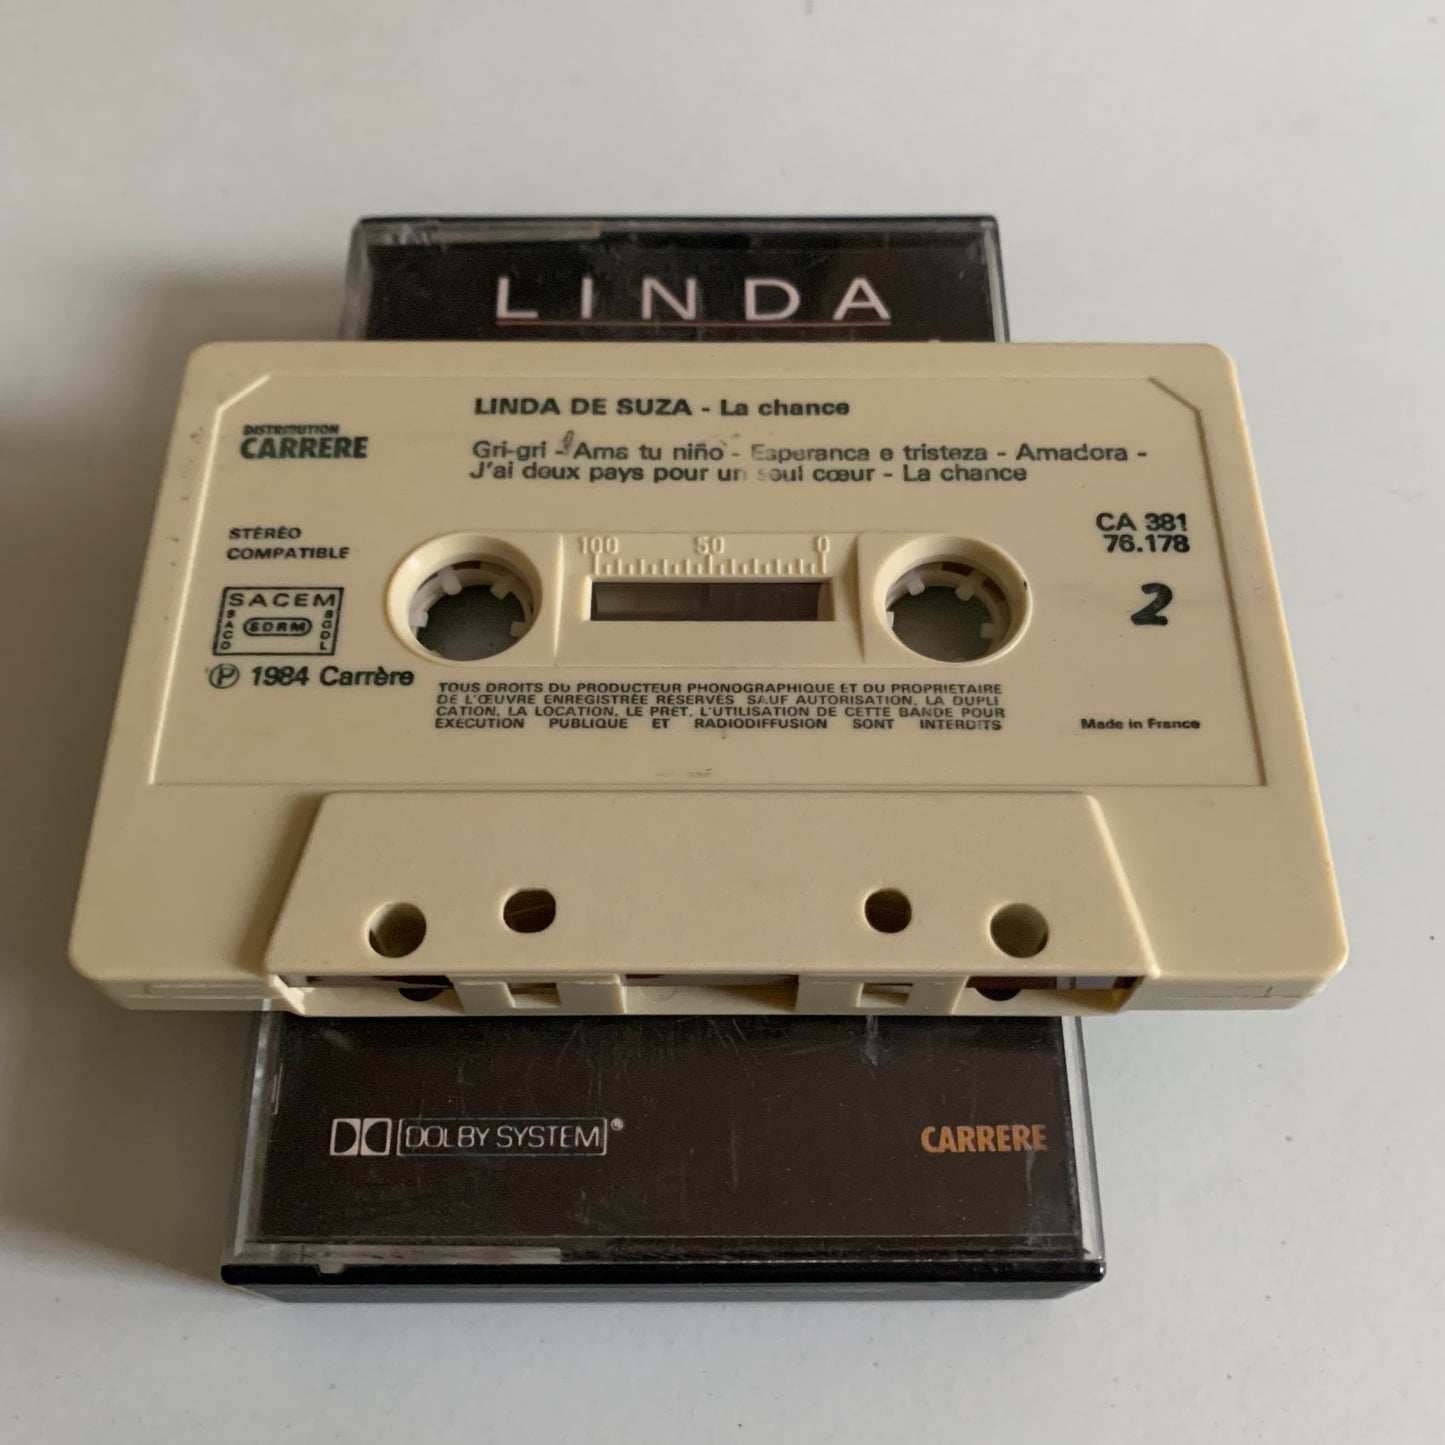 LINDA
LINDA DE SUZA - La chance
DISTRIBUTION
CARRERE
Gri-gri - Ama tu niño - Esperanca e tristeza - Amadora -
J'ai deux pays pour un seul cœur - La chance
STÉRÉO
COMPATIBLE
100 50 0
CA 381
76.178
2
SACEM
SACD SDRM SGDL
Ⓟ 1984 Carrère
TOUS DROITS DU PRODUCTEUR PHONOGRAPHIQUE ET DU PROPRIETAIRE
DE L'ŒUVRE ENREGISTRÉE RESERVES SAUF AUTORISATION, LA DUPLI
CATION, LA LOCATION, LE PRET, L'UTILISATION DE CETTE BANDE POUR
EXECUTION PUBLIQUE ET RADIODIFFUSION SONT INTERDITS
Made in France
DOLBY SYSTEM®
CARRERE